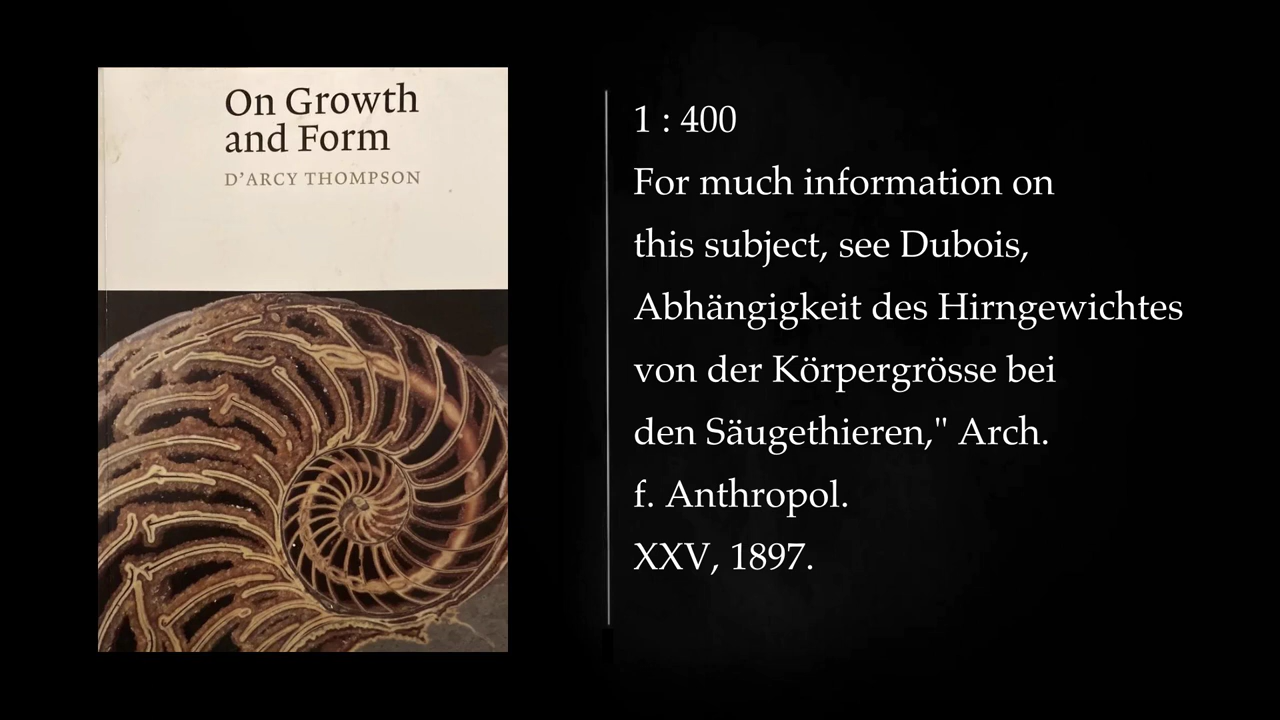 On Growth
and Form
D'ARCY THOMPSON
1 : 400
For much information on
this subject, see Dubois,
Abhängigkeit des Hirngewichtes
von der Körpergrösse bei
den Säugethieren," Arch.
f. Anthropol.
XXV, 1897.